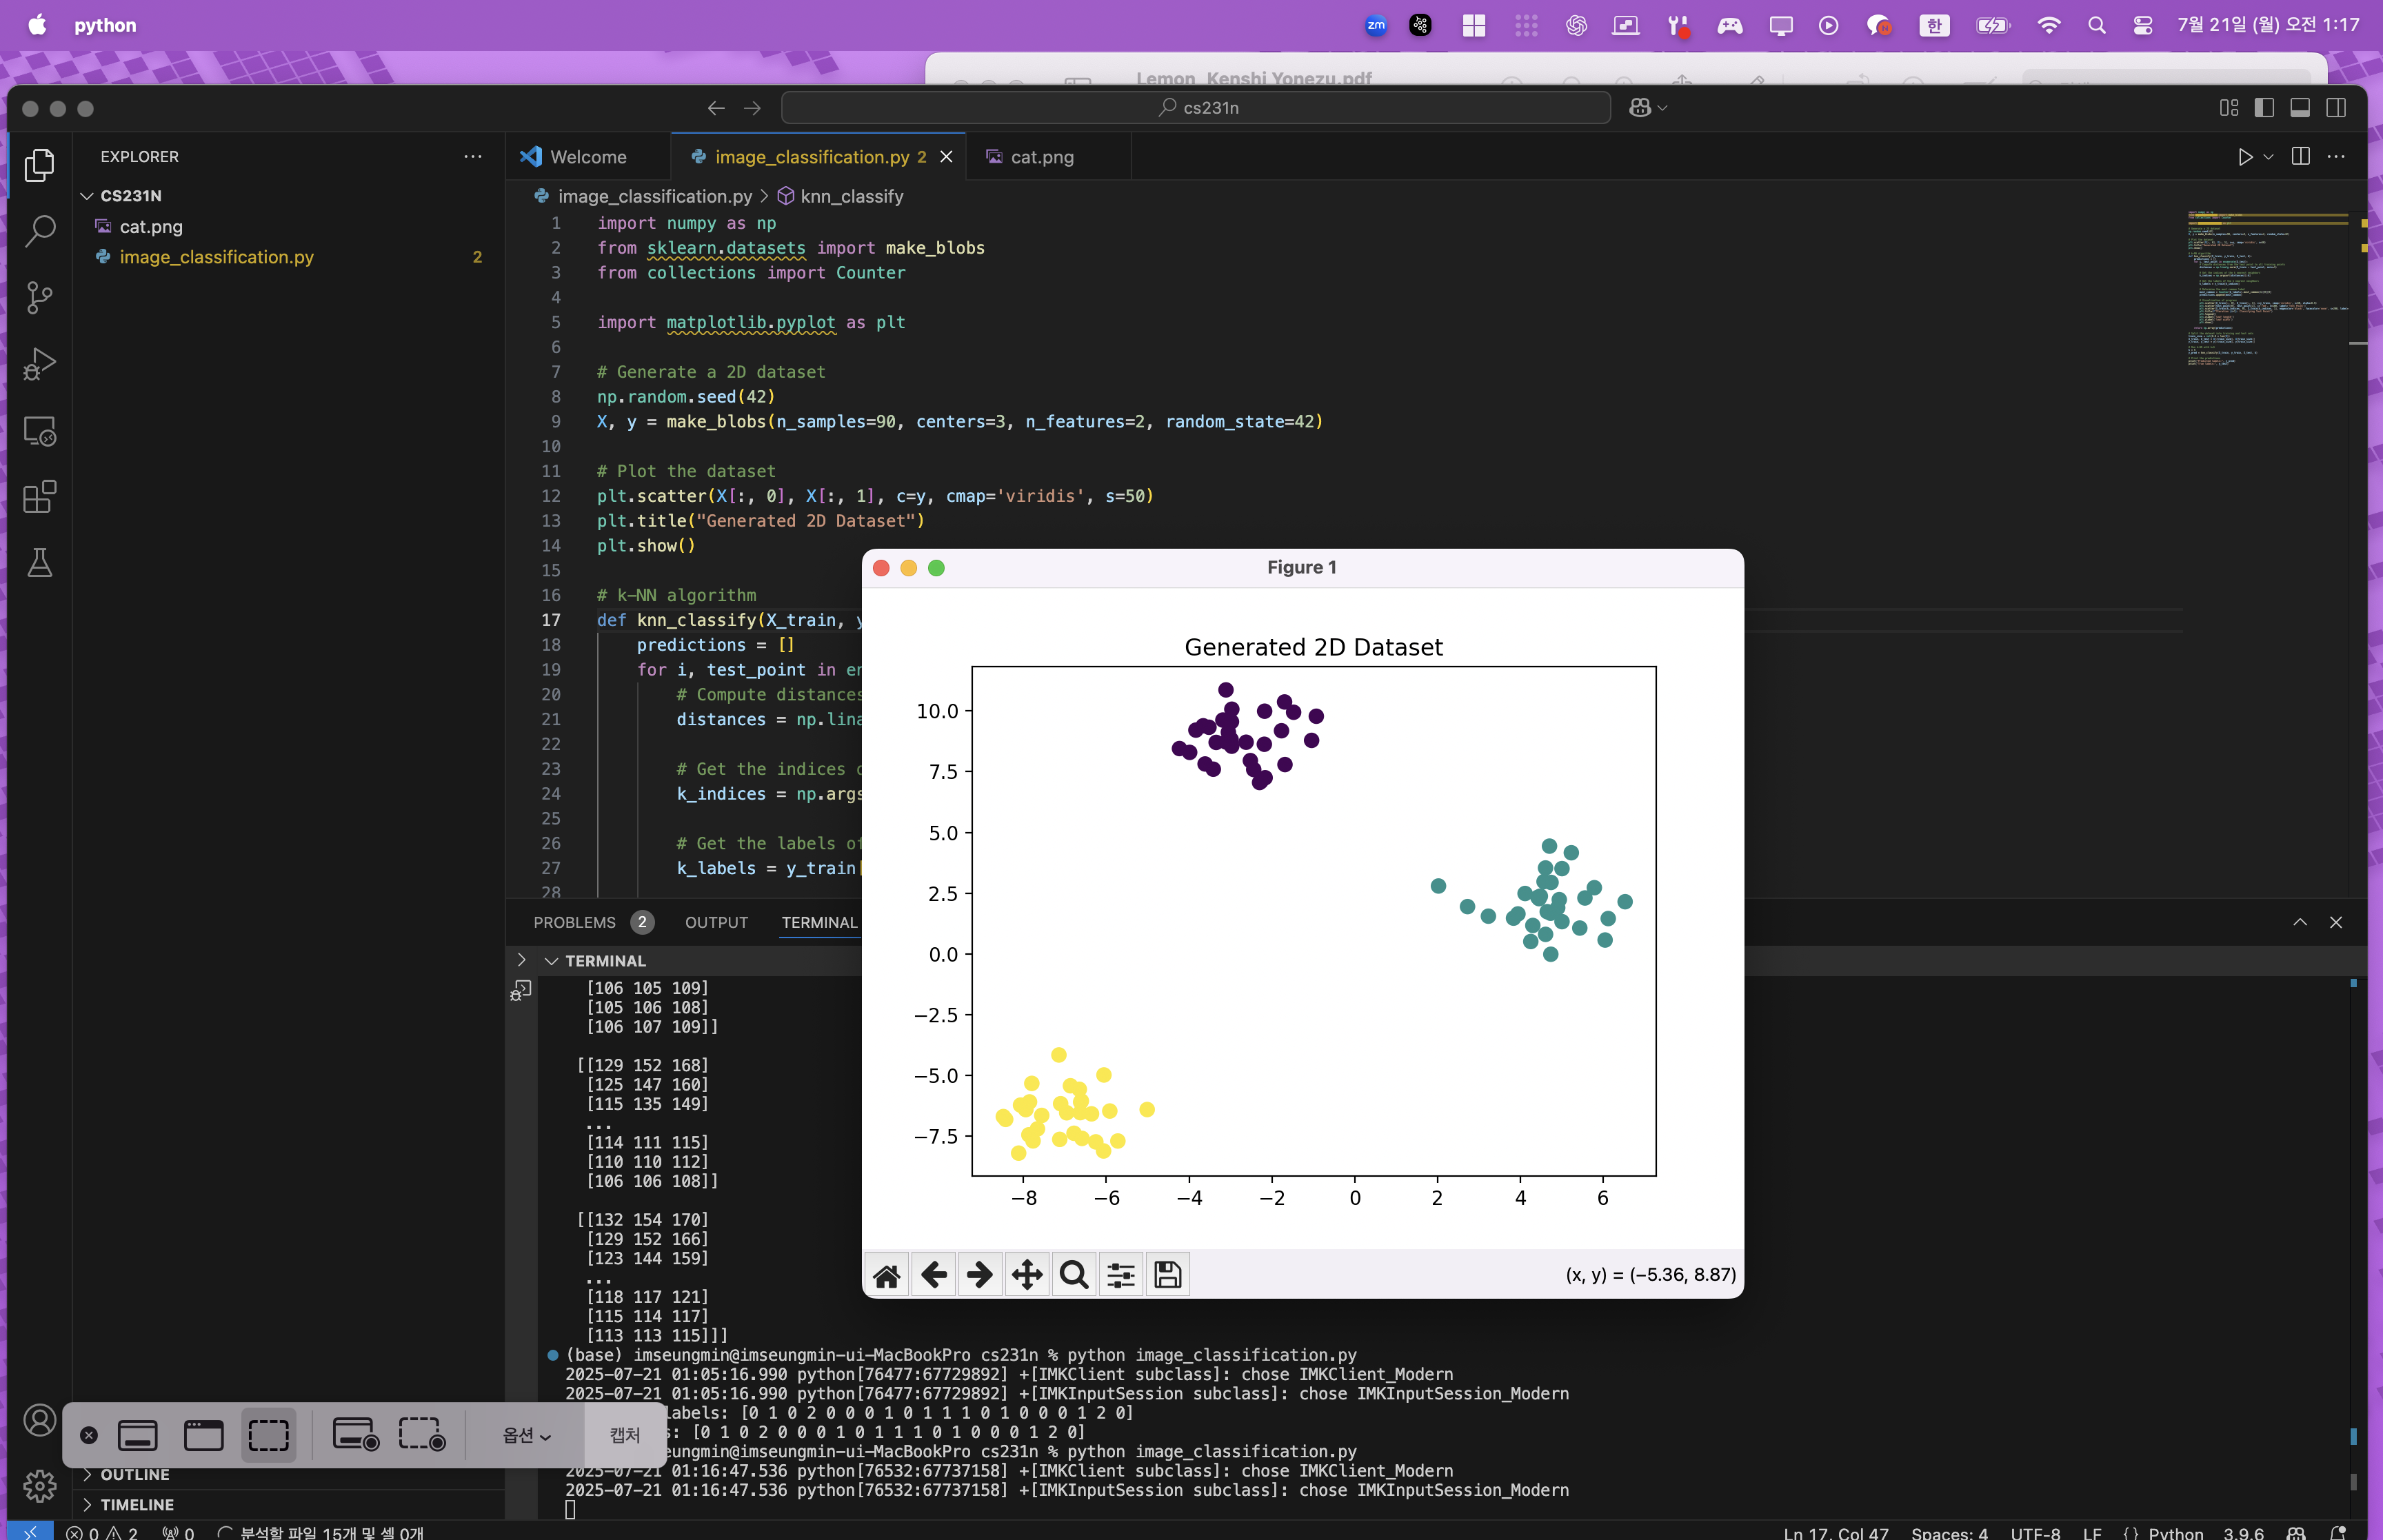 python
zm
한
7월 21일 (월) 오전 1:17
Lemon_Kenshi Yonezu.pdf
cs231n
EXPLORER
CS231N
cat.png
image_classification.py 2
Welcome
image_classification.py 2
cat.png
image_classification.py > knn_classify
1 import numpy as np
2 from sklearn.datasets import make_blobs
3 from collections import Counter
4
5 import matplotlib.pyplot as plt
6
7 # Generate a 2D dataset
8 np.random.seed(42)
9 X, y = make_blobs(n_samples=90, centers=3, n_features=2, random_state=42)
10
11 # Plot the dataset
12 plt.scatter(X[:, 0], X[:, 1], c=y, cmap='viridis', s=50)
13 plt.title("Generated 2D Dataset")
14 plt.show()
15
16 # k-NN algorithm
17 def knn_classify(X_train, y
18 predictions = []
19 for i, test_point in en
20 # Compute distances
21 distances = np.lina
22
23 # Get the indices o
24 k_indices = np.args
25
26 # Get the labels of
27 k_labels = y_train[
28
Figure 1
Generated 2D Dataset
10.0
7.5
5.0
2.5
0.0
−2.5
−5.0
−7.5
−8 −6 −4 −2 0 2 4 6
(x, y) = (−5.36, 8.87)
PROBLEMS 2 OUTPUT TERMINAL
TERMINAL
[106 105 109]
[105 106 108]
[106 107 109]]
[[129 152 168]
[125 147 160]
[115 135 149]
...
[114 111 115]
[110 110 112]
[106 106 108]]
[[132 154 170]
[129 152 166]
[123 144 159]
...
[118 117 121]
[115 114 117]
[113 113 115]]]
(base) imseungmin@imseungmin-ui-MacBookPro cs231n % python image_classification.py
2025-07-21 01:05:16.990 python[76477:67729892] +[IMKClient subclass]: chose IMKClient_Modern
2025-07-21 01:05:16.990 python[76477:67729892] +[IMKInputSession subclass]: chose IMKInputSession_Modern
labels: [0 1 0 2 0 0 0 1 0 1 1 1 0 1 0 0 0 1 2 0]
s: [0 1 0 2 0 0 0 1 0 1 1 1 0 1 0 0 0 1 2 0]
seungmin@imseungmin-ui-MacBookPro cs231n % python image_classification.py
2025-07-21 01:16:47.536 python[76532:67737158] +[IMKClient subclass]: chose IMKClient_Modern
2025-07-21 01:16:47.536 python[76532:67737158] +[IMKInputSession subclass]: chose IMKInputSession_Modern
옵션
캡처
OUTLINE
TIMELINE
0 2 0 분석할 파일 15개 및 셀 0개
Ln 17, Col 47 Spaces: 4 UTF-8 LF {} Python 3.9.6